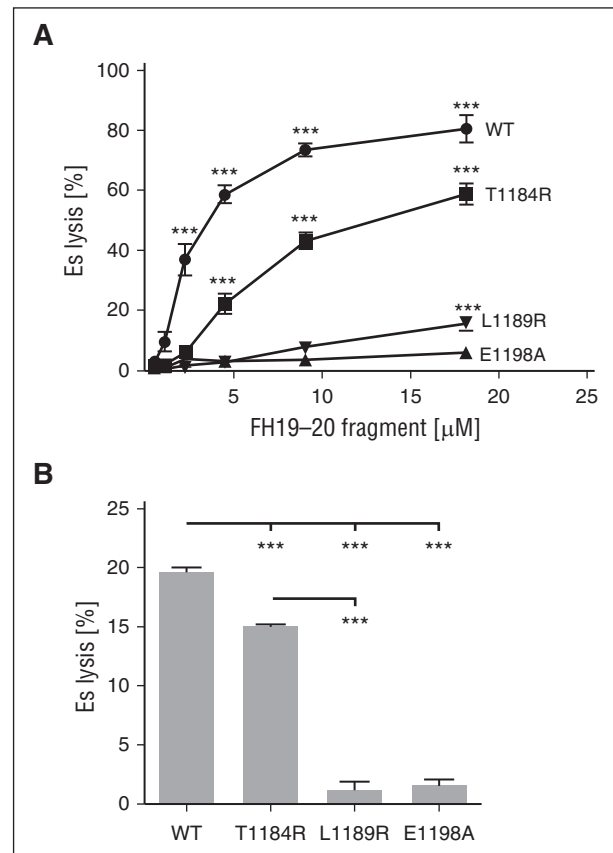 A
Es lysis [%]
100
80
60
40
20
0
5
10
15
20
25
FH19–20 fragment [µM]
***
***
***
***
***
WT
***
***
***
T1184R
***
L1189R
E1198A
B
Es lysis [%]
25
20
15
10
5
0
*** *** ***
***
WT T1184R L1189R E1198A